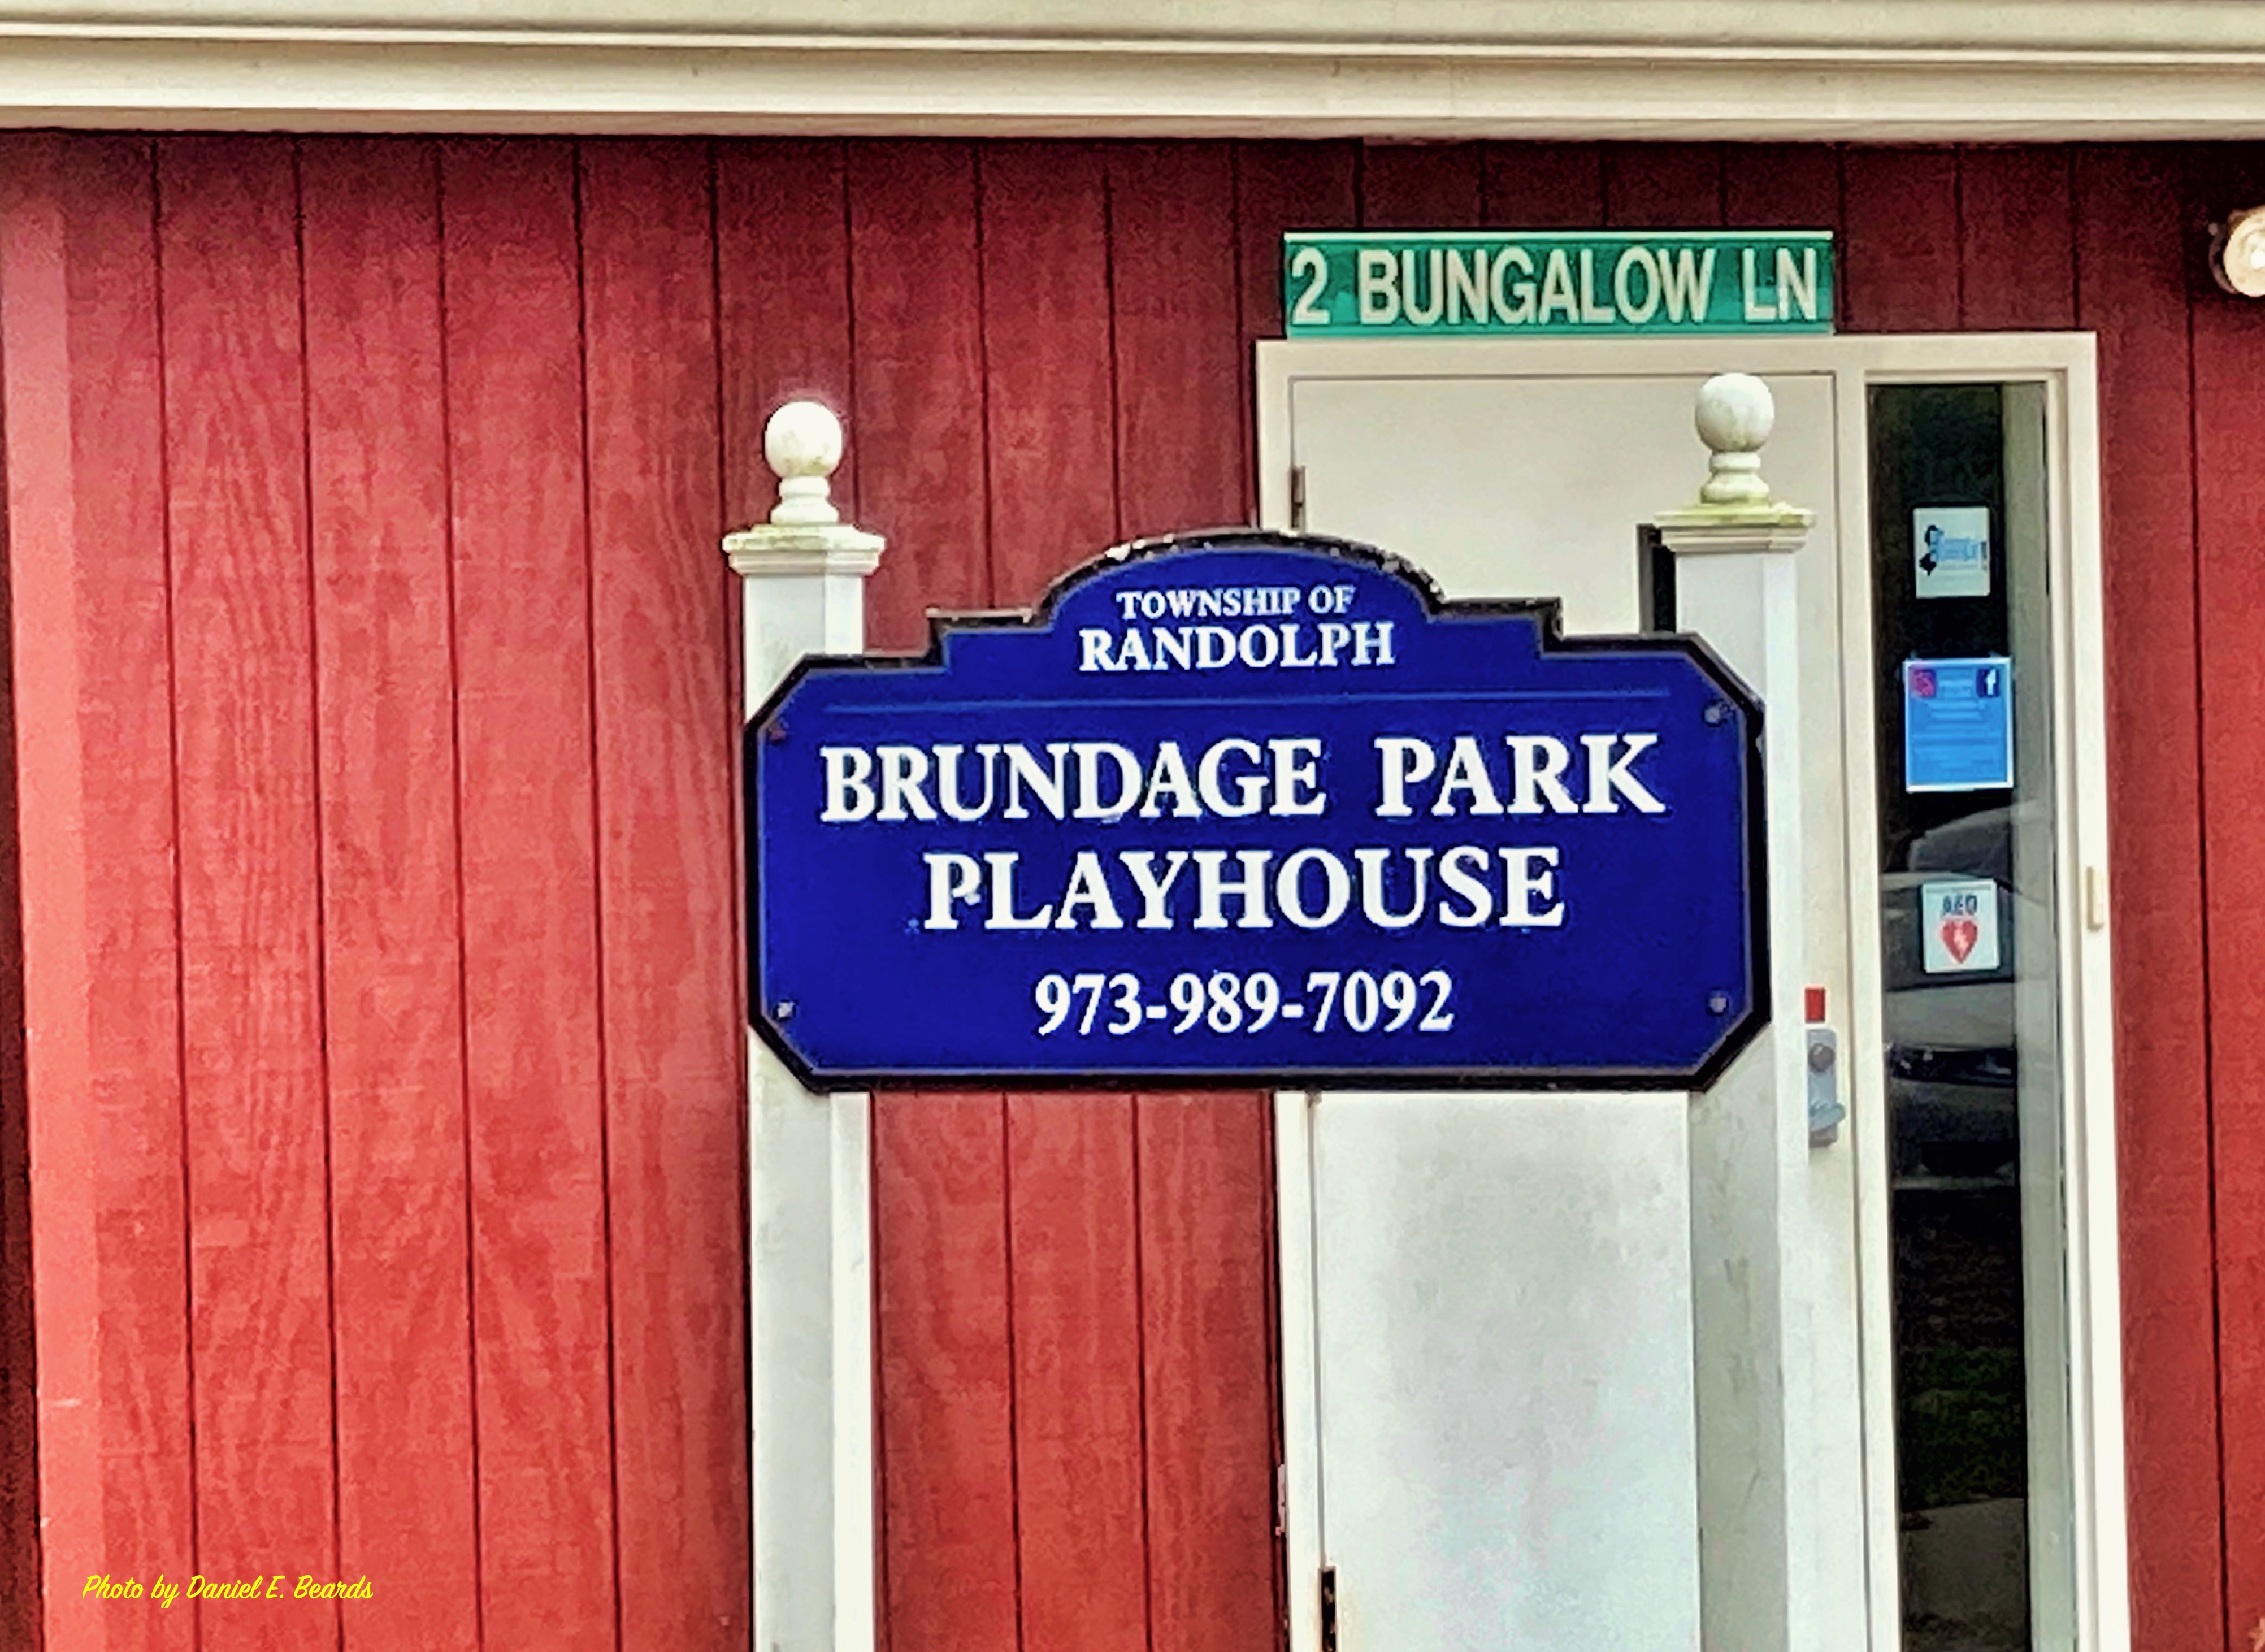 2 BUNGALOW LN
TOWNSHIP OF
RANDOLPH
BRUNDAGE PARK
PLAYHOUSE
973-989-7092
AED
Photo by Daniel E. Beards